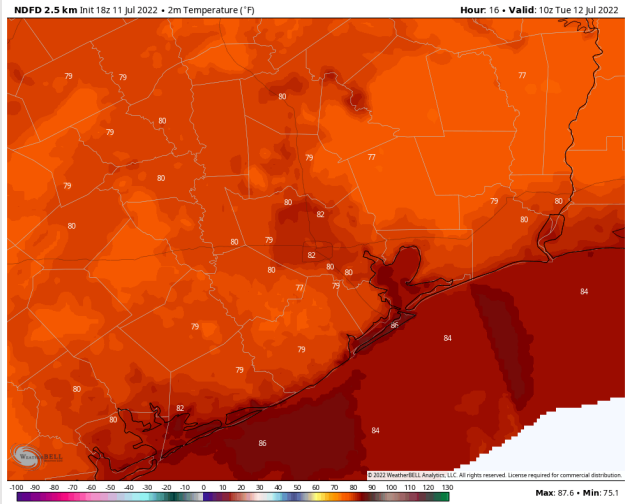 NDFD 2.5 km Init 18z 11 Jul 2022 • 2m Temperature (°F)
Hour: 16 • Valid: 10z Tue 12 Jul 2022
79 79 77
80
80
79
79 77
80
79
80 79 80
82 80
80
80 79
82
80 80 80
77 79
84
86
79 84
79
79
80
82
80
84
86
WEATHERBELL
© 2022 WeatherBELL Analytics, LLC. All rights reserved. License required for commercial distribution.
-100 -90 -80 -70 -60 -50 -40 -30 -20 -10 0 10 20 30 40 50 60 70 80 90 100 110 120 130
Max: 87.6 • Min: 75.1